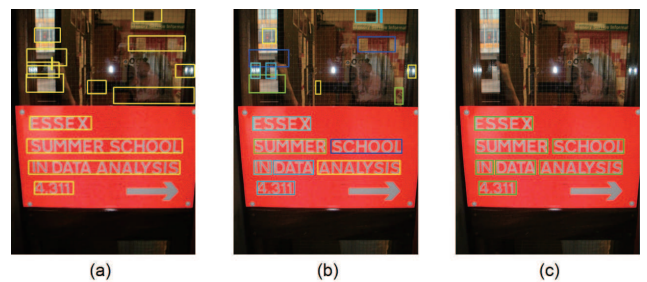 ESSEX
SUMMER SCHOOL
IN DATA ANALYSIS
4.311
ESSEX
SUMMER SCHOOL
IN DATA ANALYSIS
4.311
ESSEX
SUMMER SCHOOL
IN DATA ANALYSIS
4.311
(a)
(b)
(c)